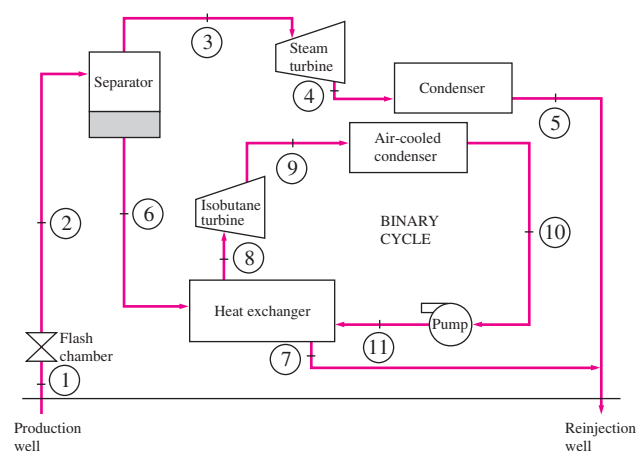 3
Steam
turbine
Separator
4
Condenser
5
9
Air-cooled
condenser
2
6
Isobutane
turbine
BINARY
CYCLE
10
8
Heat exchanger
Pump
Flash
chamber
7
11
1
Production
well
Reinjection
well